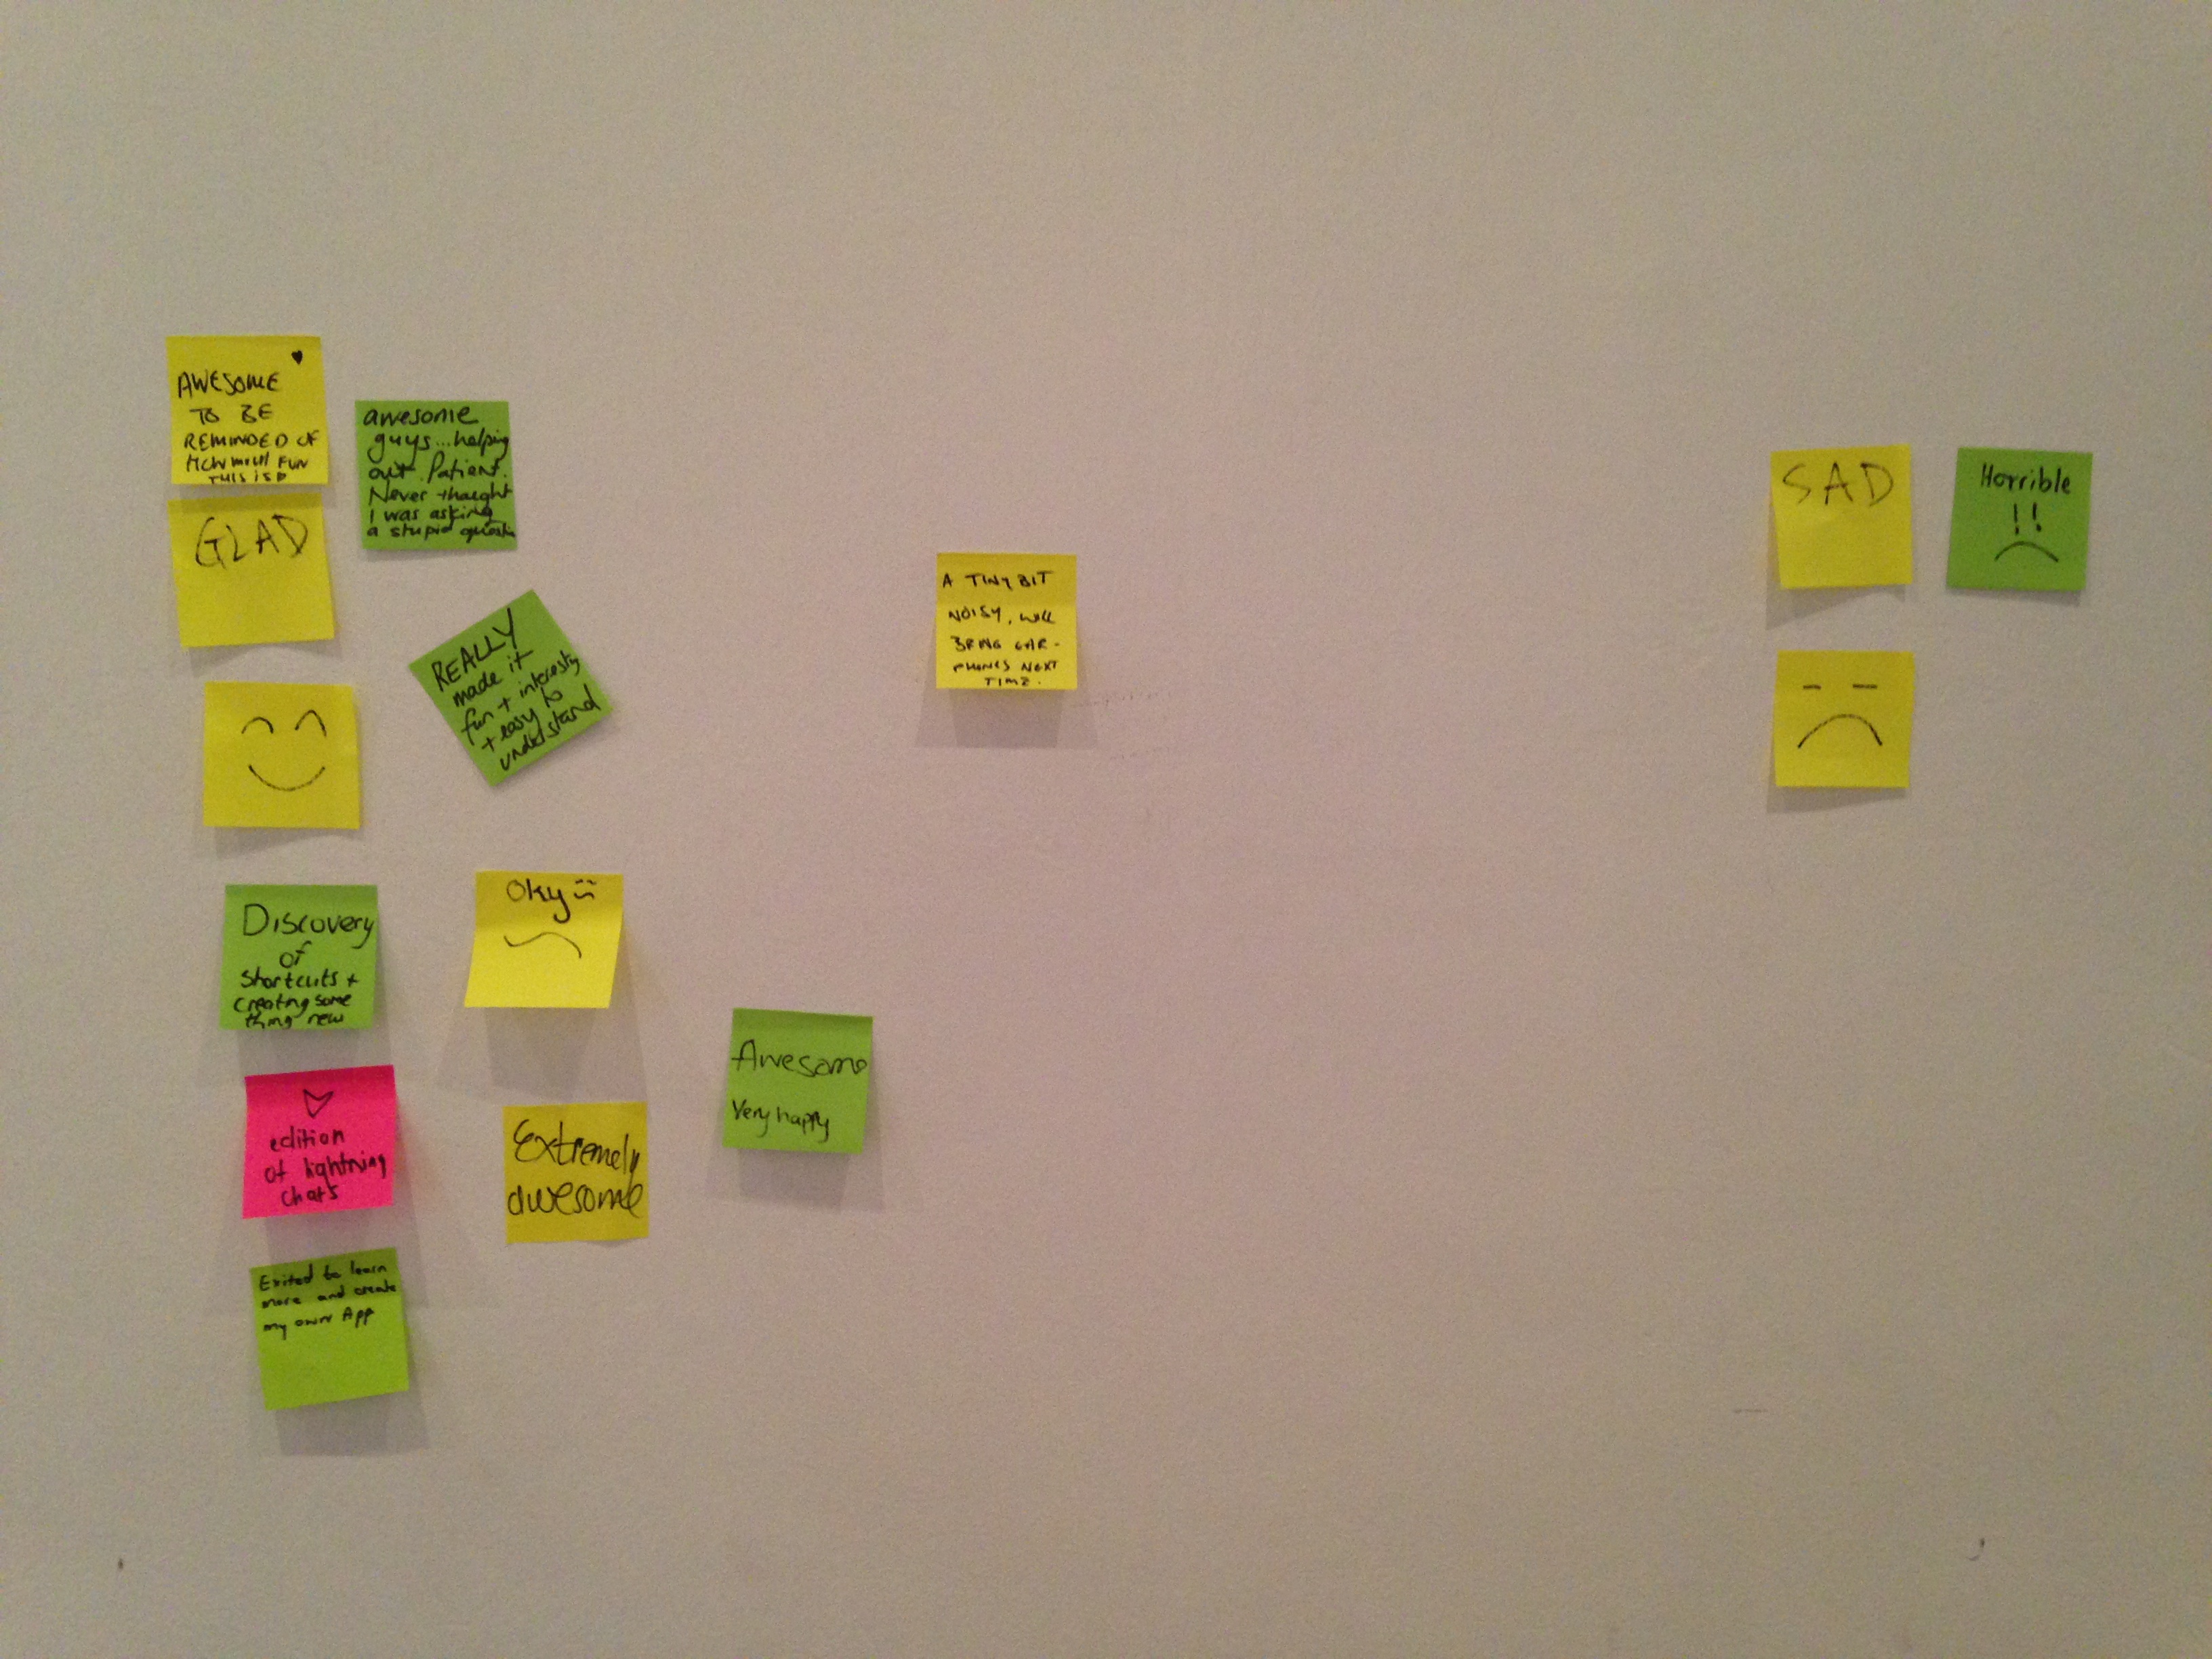 AWESOME
TO BE
REMINDED OF
HOW MUCH FUN
THIS IS
GLAD
awesome
guys...helping
out. Patient.
Never thought
I was asking
a stupid
REALLY
made it
fun + interesting
+ easy to
understand
Discovery
of
shortcuts +
creating some
thing new
Oky
edition
of lightning
chats
Extremely
awesome
Awesome
Very happy
Exited to learn
more and create
my own App
A TINY BIT
NOISY, WILL
BRING EAR-
PHONES NEXT
TIME.
SAD
Horrible
!!